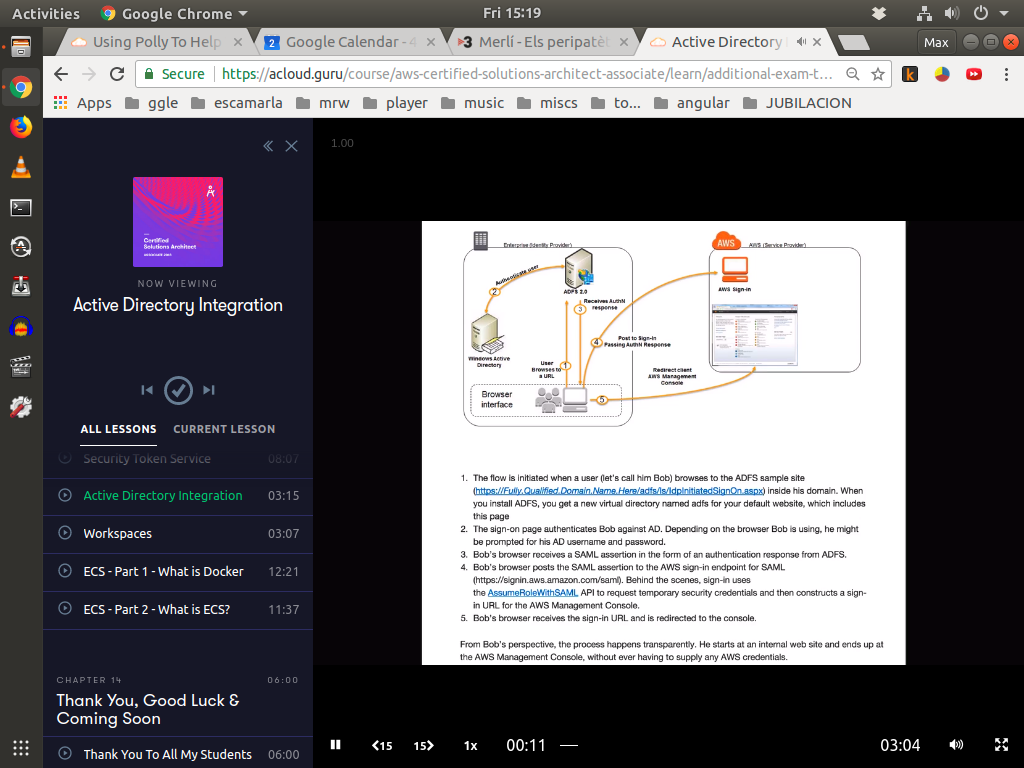 Activities Google Chrome Fri 15:19
Using Polly To Help Google Calendar - 4 Merlí - Els peripatèt Active Directory Max
Secure https://acloud.guru/course/aws-certified-solutions-architect-associate/learn/additional-exam-t...
Apps ggle escamarla mrw player music miscs to... angular JUBILACION
1.00
Certified
Solutions Architect
NOW VIEWING
Active Directory Integration
ALL LESSONS CURRENT LESSON
Security Token Service 08:07
Active Directory Integration 03:15
Workspaces 03:07
ECS - Part 1 - What is Docker 12:21
ECS - Part 2 - What is ECS? 11:37
CHAPTER 14 06:00
Thank You, Good Luck &
Coming Soon
Thank You To All My Students 06:00
Enterprise (Identity Provider)
AWS AWS (Service Provider)
Authenticate user
2
ADFS 2.0
AWS Sign-in
Receives AuthN
response
3
Windows Active
Directory
4
Post to Sign-in
Passing AuthN Response
User
Browses to
a URL
1
Redirect client
AWS Management
Console
Browser
interface
5
1. The flow is initiated when a user (let's call him Bob) browses to the ADFS sample site
(https://Fully.Qualified.Domain.Name.Here/adfs/ls/IdpInitiatedSignOn.aspx) inside his domain. When
you install ADFS, you get a new virtual directory named adfs for your default website, which includes
this page
2. The sign-on page authenticates Bob against AD. Depending on the browser Bob is using, he might
be prompted for his AD username and password.
3. Bob's browser receives a SAML assertion in the form of an authentication response from ADFS.
4. Bob's browser posts the SAML assertion to the AWS sign-in endpoint for SAML
(https://signin.aws.amazon.com/saml). Behind the scenes, sign-in uses
the AssumeRoleWithSAML API to request temporary security credentials and then constructs a sign-
in URL for the AWS Management Console.
5. Bob's browser receives the sign-in URL and is redirected to the console.
From Bob's perspective, the process happens transparently. He starts at an internal web site and ends up at
the AWS Management Console, without ever having to supply any AWS credentials.
15 15 1x 00:11 03:04